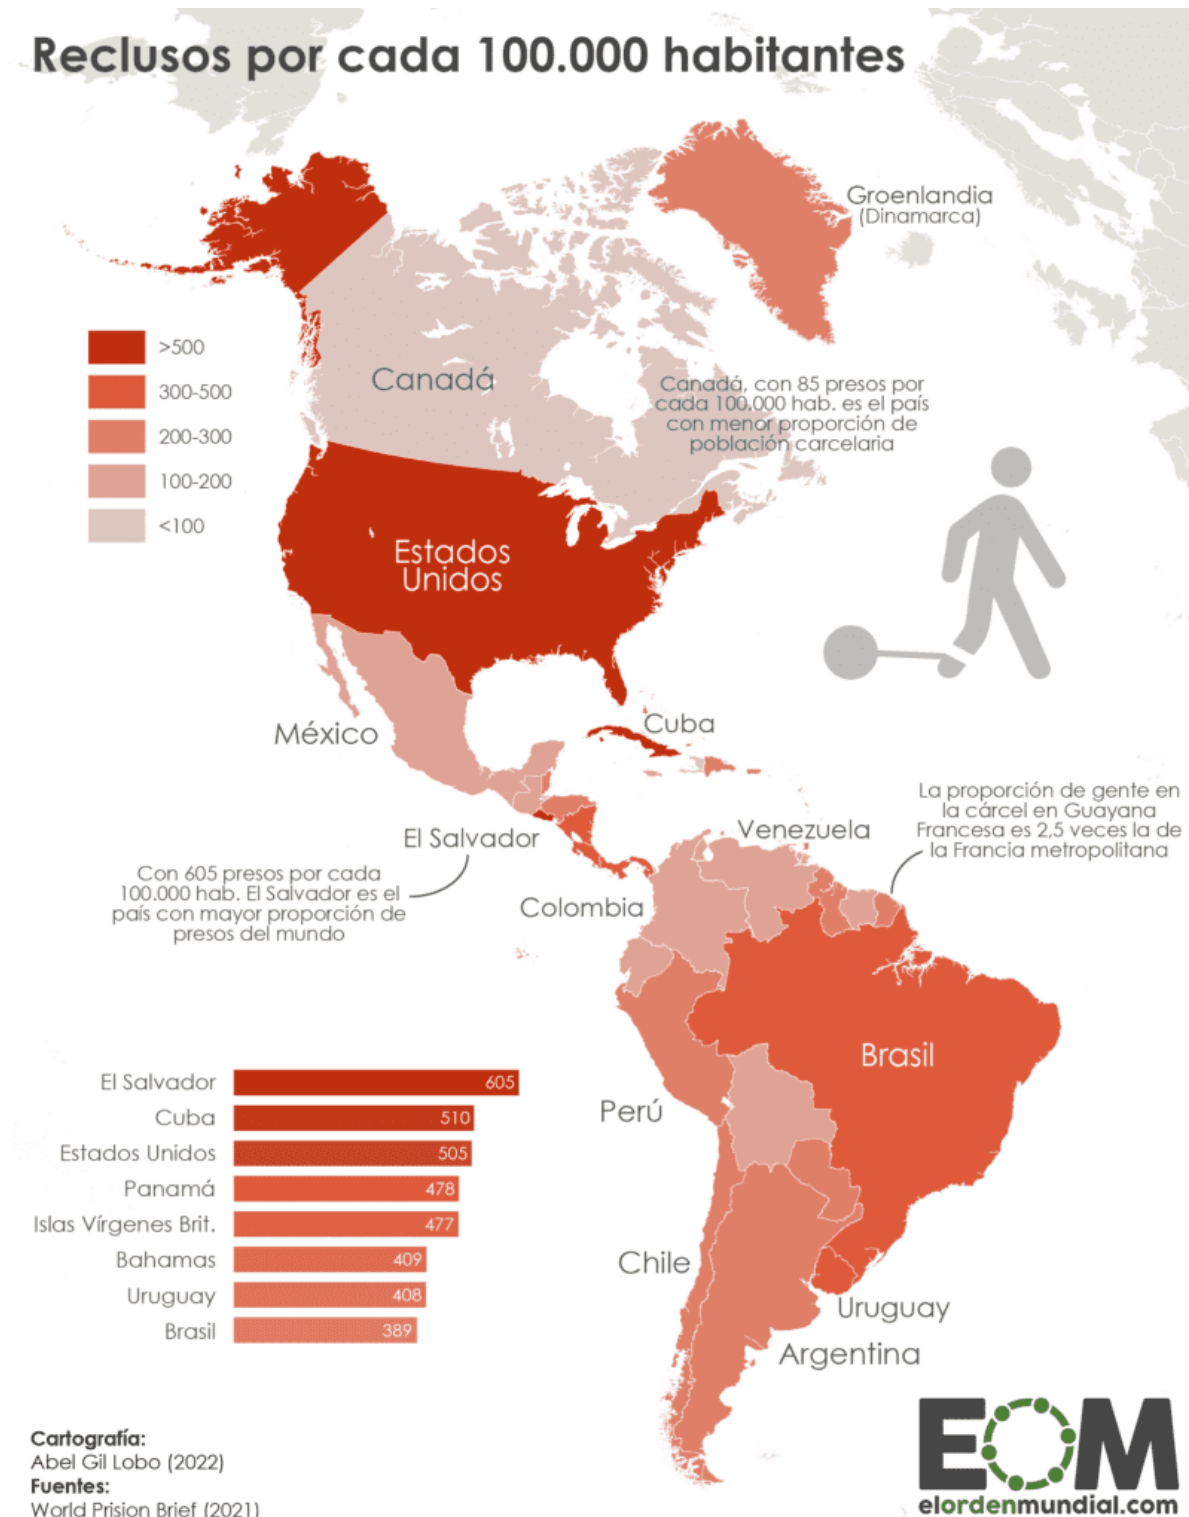 Reclusos por cada 100.000 habitantes
Groenlandia
(Dinamarca)
>500
300-500
200-300
100-200
<100
Canadá
Canadá, con 85 presos por
cada 100.000 hab. es el país
con menor proporción de
población carcelaria
Estados
Unidos
México
Cuba
El Salvador
Con 605 presos por cada
100.000 hab. El Salvador es el
país con mayor proporción de
presos del mundo
Venezuela
La proporción de gente en
la cárcel en Guayana
Francesa es 2,5 veces la de
la Francia metropolitana
Colombia
Brasil
Perú
Chile
Uruguay
Argentina
El Salvador 605
Cuba 510
Estados Unidos 505
Panamá 478
Islas Vírgenes Brit. 477
Bahamas 409
Uruguay 408
Brasil 389
Cartografía:
Abel Gil Lobo (2022)
Fuentes:
World Prision Brief (2021)
EOM
elordenmundial.com